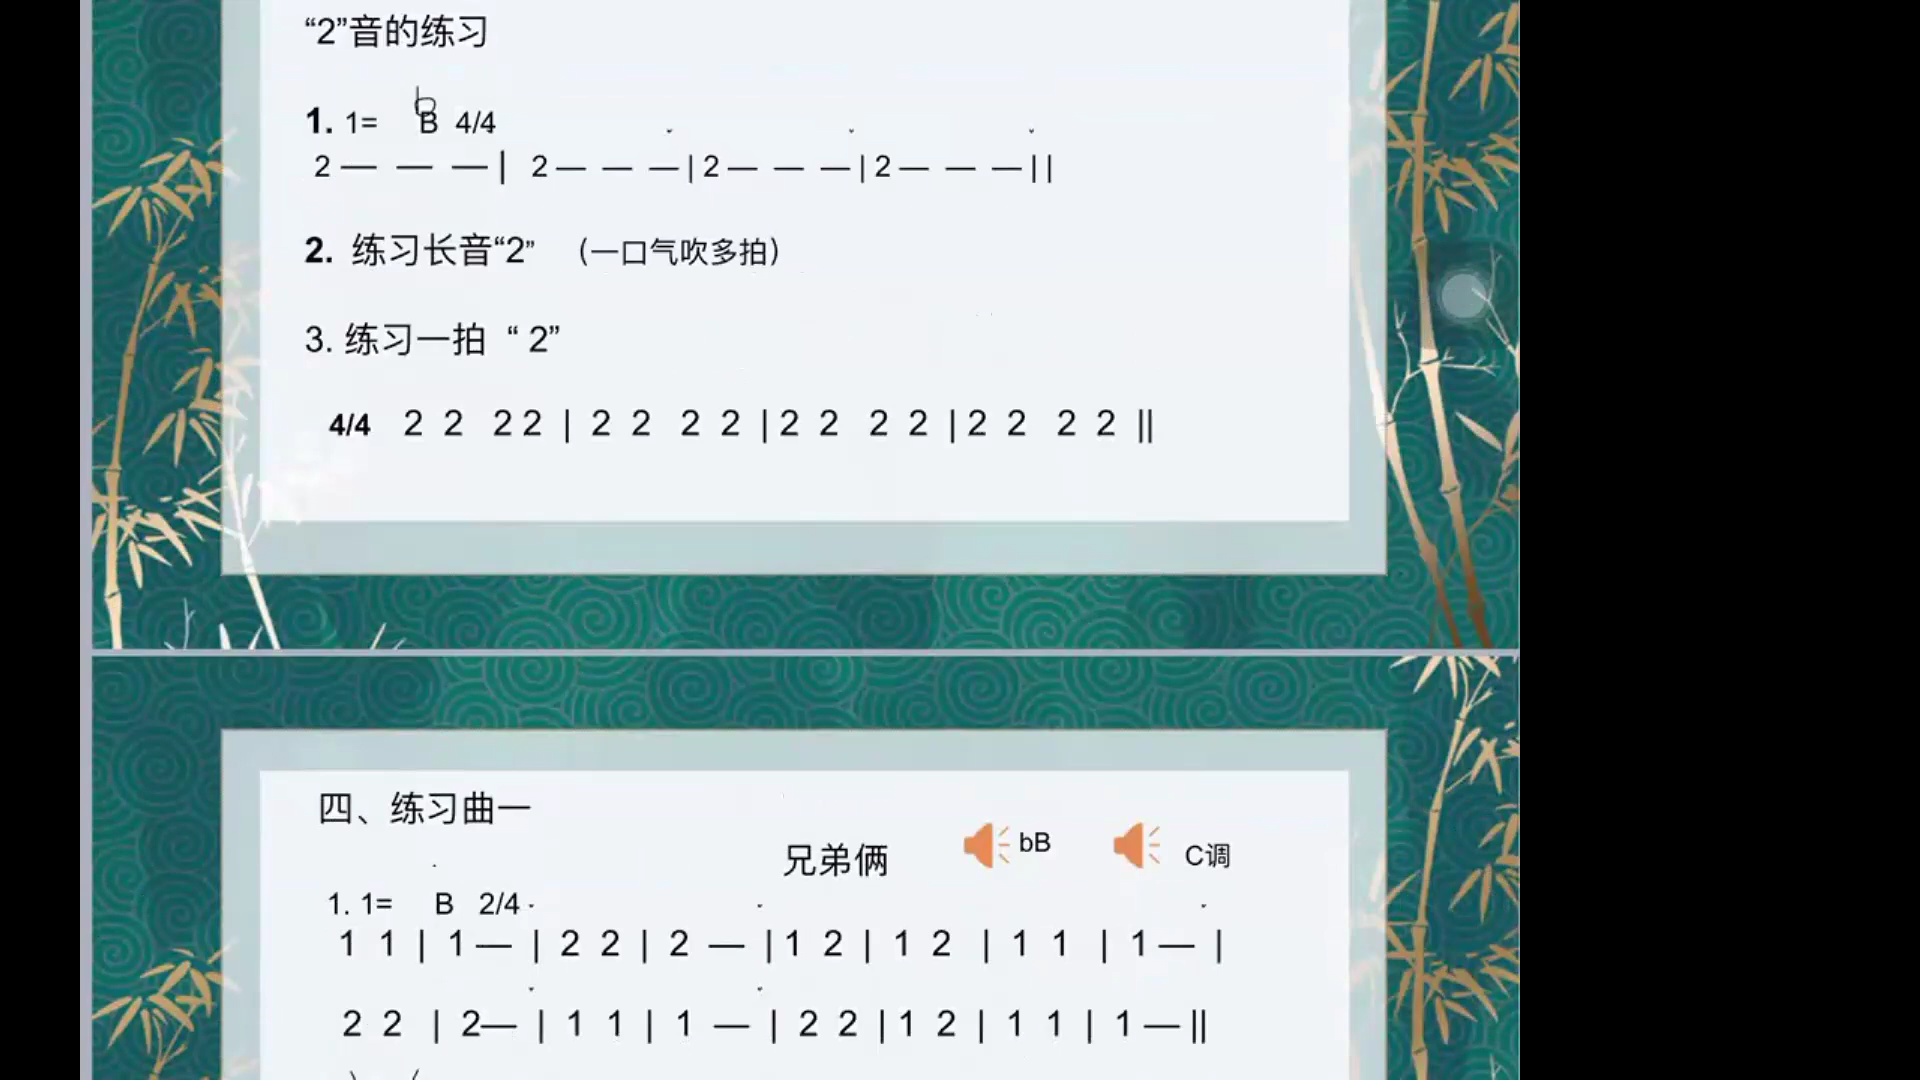 “2”音的练习
1. 1= bB 4/4
2 — — — | 2 — — — | 2 — — — | 2 — — — ||
2. 练习长音“2” （一口气吹多拍）
3. 练习一拍 “ 2”
4/4 2 2 2 2 | 2 2 2 2 | 2 2 2 2 | 2 2 2 2 ||
四、练习曲一
兄弟俩 bB C调
1. 1= B 2/4
1 1 | 1 — | 2 2 | 2 — | 1 2 | 1 2 | 1 1 | 1 — |
2 2 | 2 — | 1 1 | 1 — | 2 2 | 1 2 | 1 1 | 1 — ||